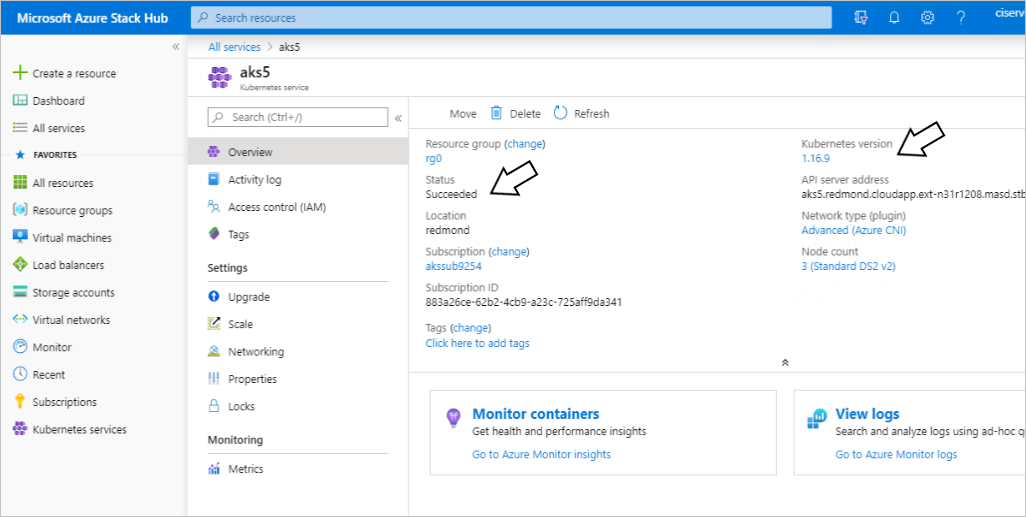 Microsoft Azure Stack Hub
Search resources
ciserv
All services > aks5
Create a resource
Dashboard
All services
FAVORITES
All resources
Resource groups
Virtual machines
Load balancers
Storage accounts
Virtual networks
Monitor
Recent
Subscriptions
Kubernetes services
aks5
Kubernetes service
Search (Ctrl+/)
Overview
Activity log
Access control (IAM)
Tags
Settings
Upgrade
Scale
Networking
Properties
Locks
Monitoring
Metrics
Move Delete Refresh
Resource group (change)
rg0
Status
Succeeded
Location
redmond
Subscription (change)
akssub9254
Subscription ID
883a26ce-62b2-4cb9-a23c-725aff9da341
Tags (change)
Click here to add tags
Kubernetes version
1.16.9
API server address
aks5.redmond.cloudapp.ext-n31r1208.masd.stb
Network type (plugin)
Advanced (Azure CNI)
Node count
3 (Standard DS2 v2)
Monitor containers
Get health and performance insights
Go to Azure Monitor insights
View logs
Search and analyze logs using ad-hoc q
Go to Azure Monitor logs